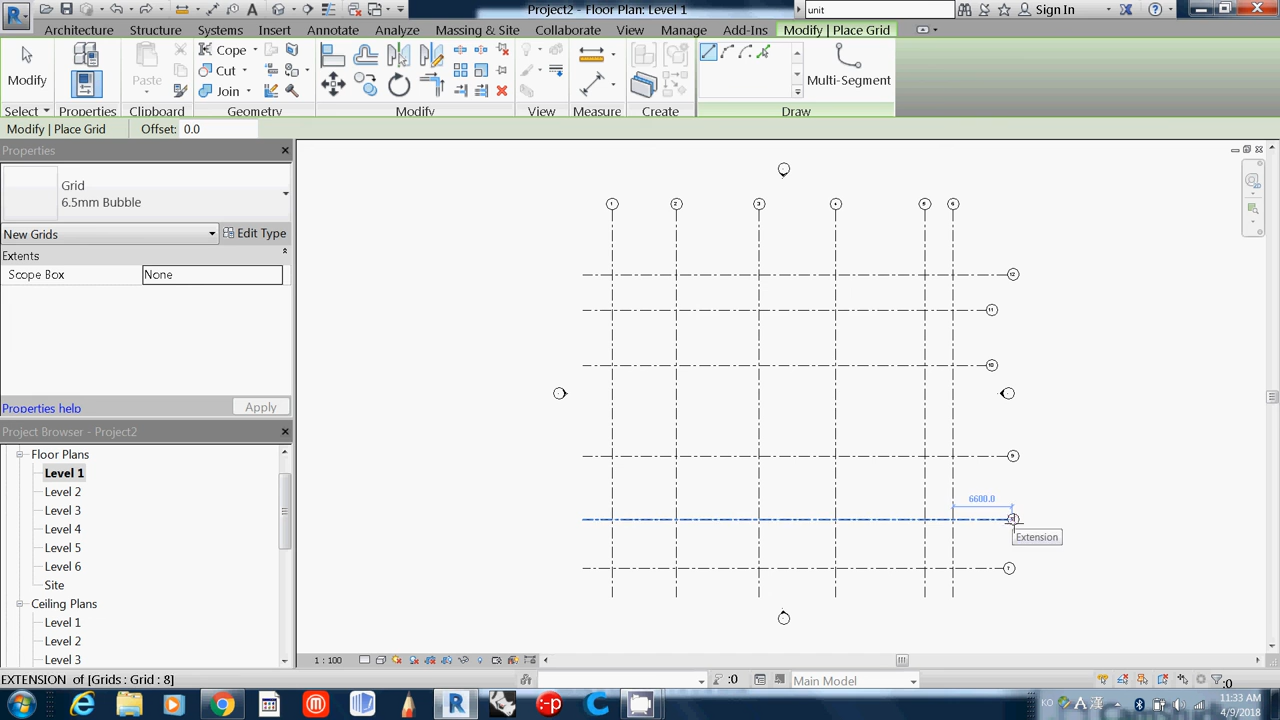 Project2 - Floor Plan: Level 1
unit
Sign In
Architecture Structure Systems Insert Annotate Analyze Massing & Site Collaborate View Manage Add-Ins Modify | Place Grid
Modify
Paste
Cope
Cut
Join
Multi-Segment
Select Properties Clipboard Geometry Modify View Measure Create Draw
Modify | Place Grid Offset: 0.0
Properties
Grid
6.5mm Bubble
New Grids Edit Type
Extents
Scope Box None
Properties help Apply
Project Browser - Project2
Floor Plans
Level 1
Level 2
Level 3
Level 4
Level 5
Level 6
Site
Ceiling Plans
Level 1
Level 2
Level 3
1 2 3 4 5 6
12
11
10
9
6600.0
Extension
7
1 : 100
:0
Main Model
:0
EXTENSION of [Grids : Grid : 8]
KO A 漢
11:33 AM
4/9/2018